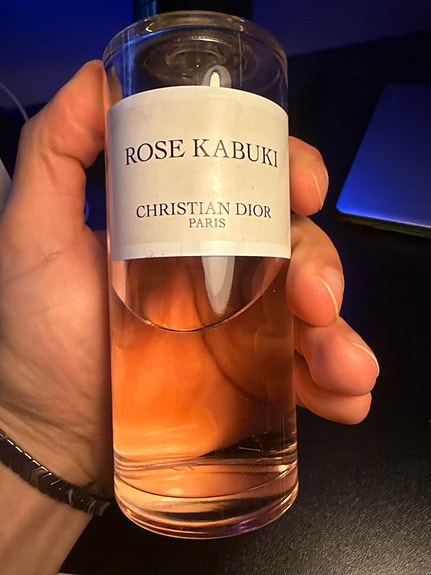 ROSE KABUKI
CHRISTIAN DIOR
PARIS